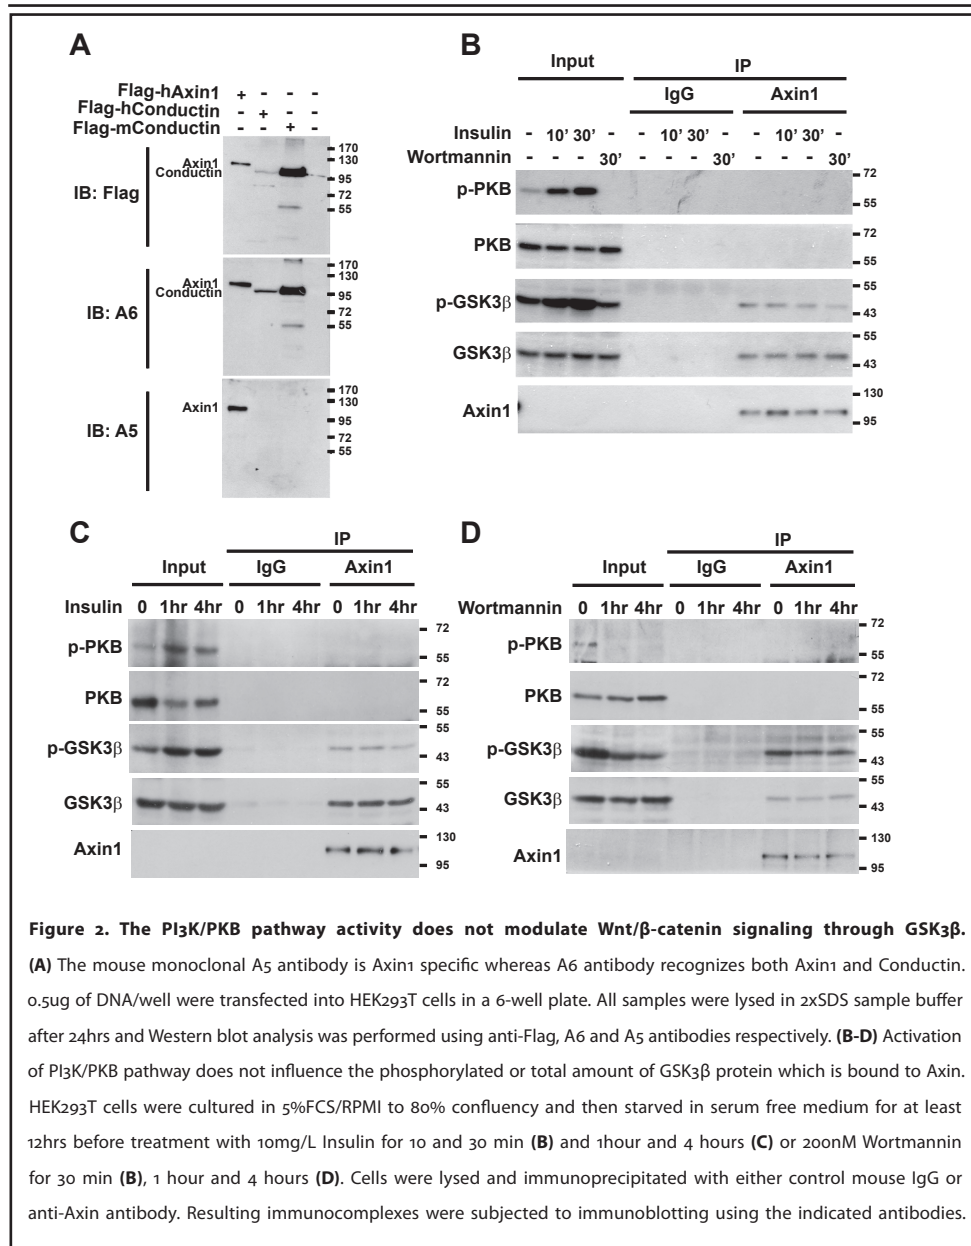 A
Flag-hAxin1 + - - -
Flag-hConductin - + - -
Flag-mConductin - - + -
IB: Flag
Axin1
Conductin
170
130
95
72
55
IB: A6
Axin1
Conductin
170
130
95
72
55
IB: A5
Axin1
170
130
95
72
55
B
Input IP
IgG Axin1
Insulin - 10’ 30’ - - 10’ 30’ - - 10’ 30’ -
Wortmannin - - - 30’ - - - 30’ - - - 30’
p-PKB 72
55
PKB 72
55
p-GSK3β 55
43
GSK3β 55
43
Axin1 130
95
C
IP
Input IgG Axin1
Insulin 0 1hr 4hr 0 1hr 4hr 0 1hr 4hr
p-PKB 72
55
PKB 72
55
p-GSK3β 55
43
GSK3β 55
43
Axin1 130
95
D
IP
Input IgG Axin1
Wortmannin 0 1hr 4hr 0 1hr 4hr 0 1hr 4hr
p-PKB 72
55
PKB 72
55
p-GSK3β 55
43
GSK3β 55
43
Axin1 130
95
Figure 2. The PI3K/PKB pathway activity does not modulate Wnt/β-catenin signaling through GSK3β.
(A) The mouse monoclonal A5 antibody is Axin1 specific whereas A6 antibody recognizes both Axin1 and Conductin.
0.5ug of DNA/well were transfected into HEK293T cells in a 6-well plate. All samples were lysed in 2xSDS sample buffer
after 24hrs and Western blot analysis was performed using anti-Flag, A6 and A5 antibodies respectively. (B-D) Activation
of PI3K/PKB pathway does not influence the phosphorylated or total amount of GSK3β protein which is bound to Axin.
HEK293T cells were cultured in 5%FCS/RPMI to 80% confluency and then starved in serum free medium for at least
12hrs before treatment with 10mg/L Insulin for 10 and 30 min (B) and 1hour and 4 hours (C) or 200nM Wortmannin
for 30 min (B), 1 hour and 4 hours (D). Cells were lysed and immunoprecipitated with either control mouse IgG or
anti-Axin antibody. Resulting immunocomplexes were subjected to immunoblotting using the indicated antibodies.